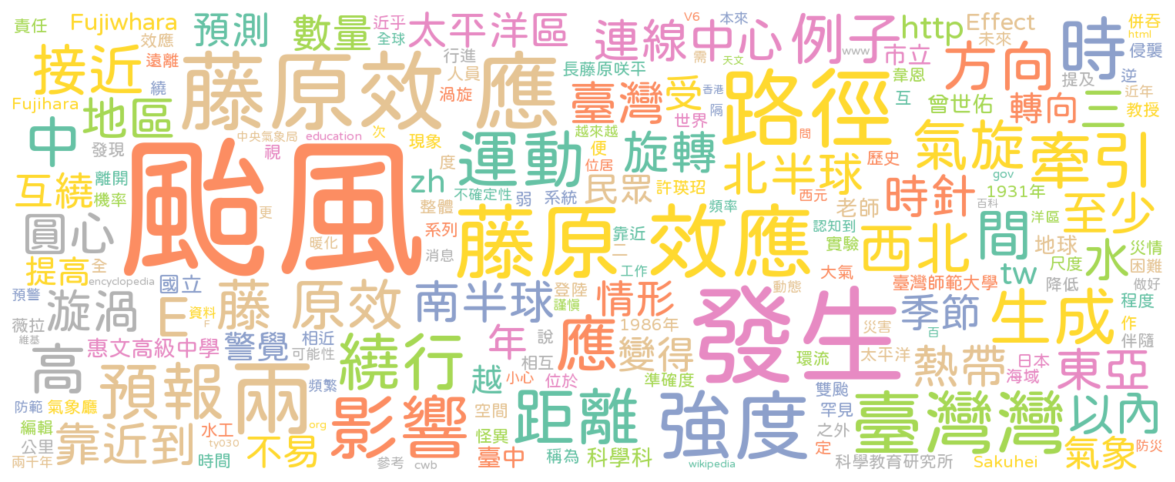 責任
Fujiwhara
效應
預測
數量
近乎
全球
太平洋區
連線
V6
中心
本來
例子
http
市立
Effect
未來
時
併吞
html
侵襲
接近
遠離
藤原效應
行進
人員
渦旋
長藤原咲平
臺灣
受
世界
需
天文
www
香港
隔
路徑
韋恩
互
曾世佑
方向
提及
轉向
逆
近年
教授
三
Fujihara
繞
地區
中
發現
中央氣象局
education
次
視
現象
度
運動
越來越
便
位居
旋轉
問
北半球
歷史
氣旋
gov
1931年
牽引
互繞
離開
機率
颱風
更
暖化
zh
整體
不確定性
弱
系統
民眾
許瑛玿
頻率
西元
老師
時針
百科
洋區
至少
圓心
提高
全
encyclopedia
國立
系列
消息
藤原效應
靠近
二
工作
認知到
實驗
大氣
西北
間
tw
地球
尺度
水
災情
困難
做好
預警
漩渦
E
資料
F
藤原效
南半球
登陸
謹慎
情形
動態
發生
臺灣師範大學
降低
季節
生成
程度
作
伴隨
薇拉
維基
高
惠文高級中學
警覺
相近
可能性
繞行
年
說
相互
應
1986年
變得
災害
百
環流
太平洋
熱帶
日本
海域
東亞
防範
氣象廳
預報
兩
頻繁
影響
越
小心
位於
準確度
空間
距離
強度
雙颱
罕見
之外
定
臺灣灣
以內
編輯
公里
兩千年
靠近到
水工
ty030
時間
org
不易
參考
cwb
怪異
臺中
稱為
科學科
wikipedia
科學教育研究所
Sakuhei
氣象
防災